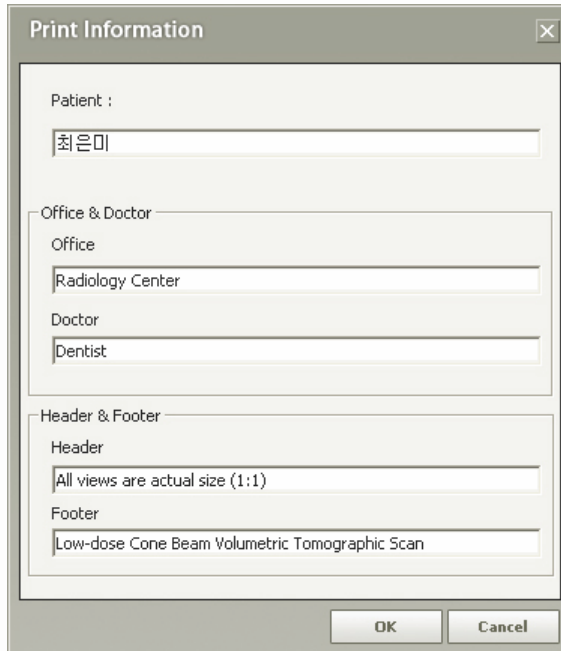 Print Information
Patient :
최은미
Office & Doctor
Office
Radiology Center
Doctor
Dentist
Header & Footer
Header
All views are actual size (1:1)
Footer
Low-dose Cone Beam Volumetric Tomographic Scan
OK
Cancel